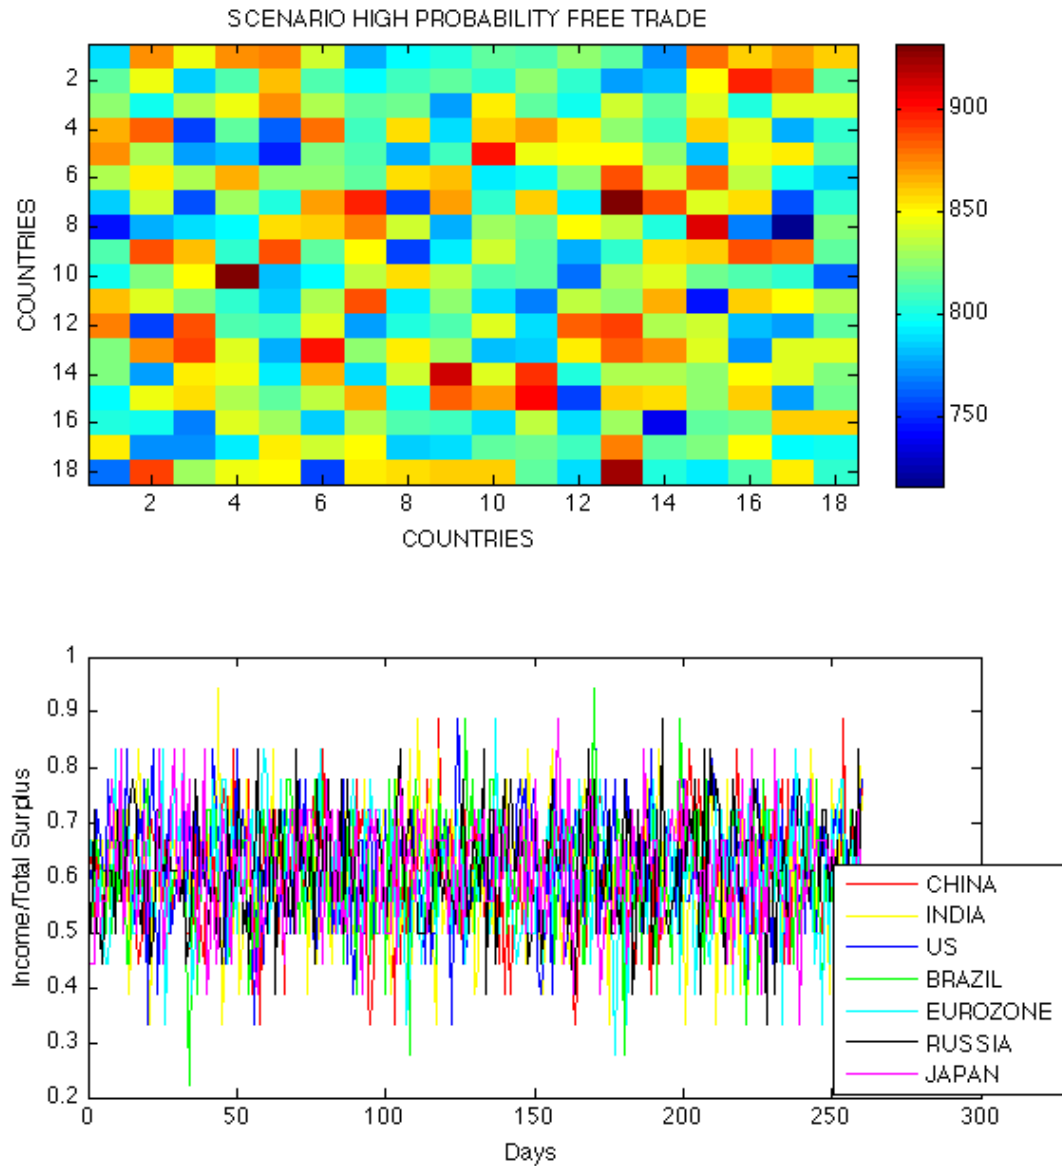 SCENARIO HIGH PROBABILITY FREE TRADE
COUNTRIES
2
4
6
8
10
12
14
16
18
2 4 6 8 10 12 14 16 18
COUNTRIES
900
850
800
750
Income/Total Surplus
1
0.9
0.8
0.7
0.6
0.5
0.4
0.3
0.2
0 50 100 150 200 250 300
Days
CHINA
INDIA
US
BRAZIL
EUROZONE
RUSSIA
JAPAN